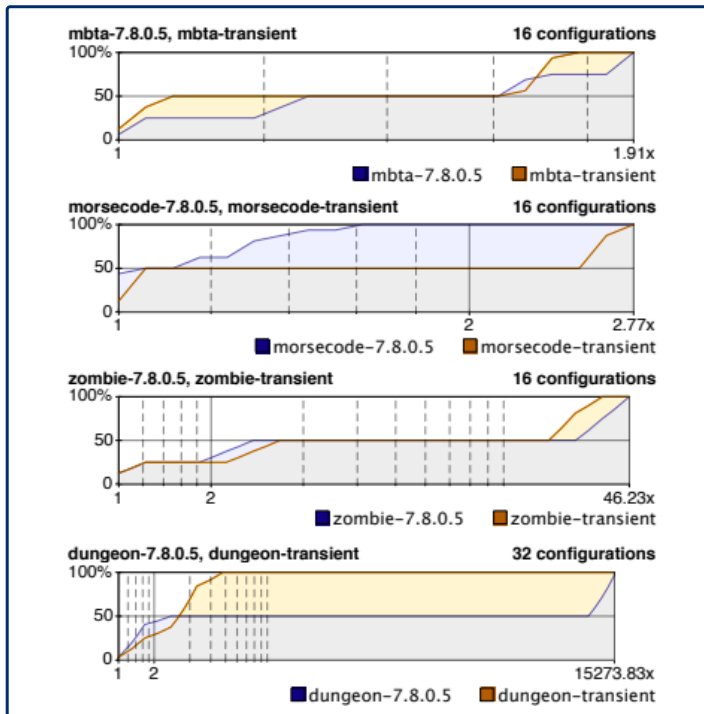 mbta-7.8.0.5, mbta-transient 16 configurations
100%
50
0
1 1.91x
mbta-7.8.0.5 mbta-transient
morsecode-7.8.0.5, morsecode-transient 16 configurations
100%
50
0
1 2 2.77x
morsecode-7.8.0.5 morsecode-transient
zombie-7.8.0.5, zombie-transient 16 configurations
100%
50
0
1 2 46.23x
zombie-7.8.0.5 zombie-transient
dungeon-7.8.0.5, dungeon-transient 32 configurations
100%
50
0
1 2 15273.83x
dungeon-7.8.0.5 dungeon-transient